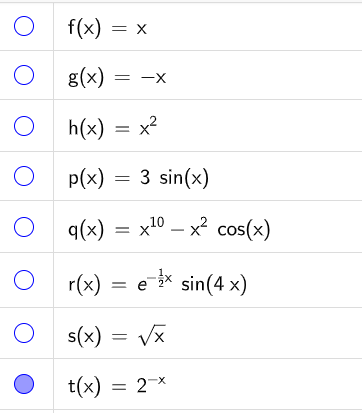 f(x) = x
g(x) = −x
h(x) = x²
p(x) = 3 sin(x)
q(x) = x¹⁰ − x² cos(x)
r(x) = e^(−½x) sin(4 x)
s(x) = √x
t(x) = 2⁻ˣ